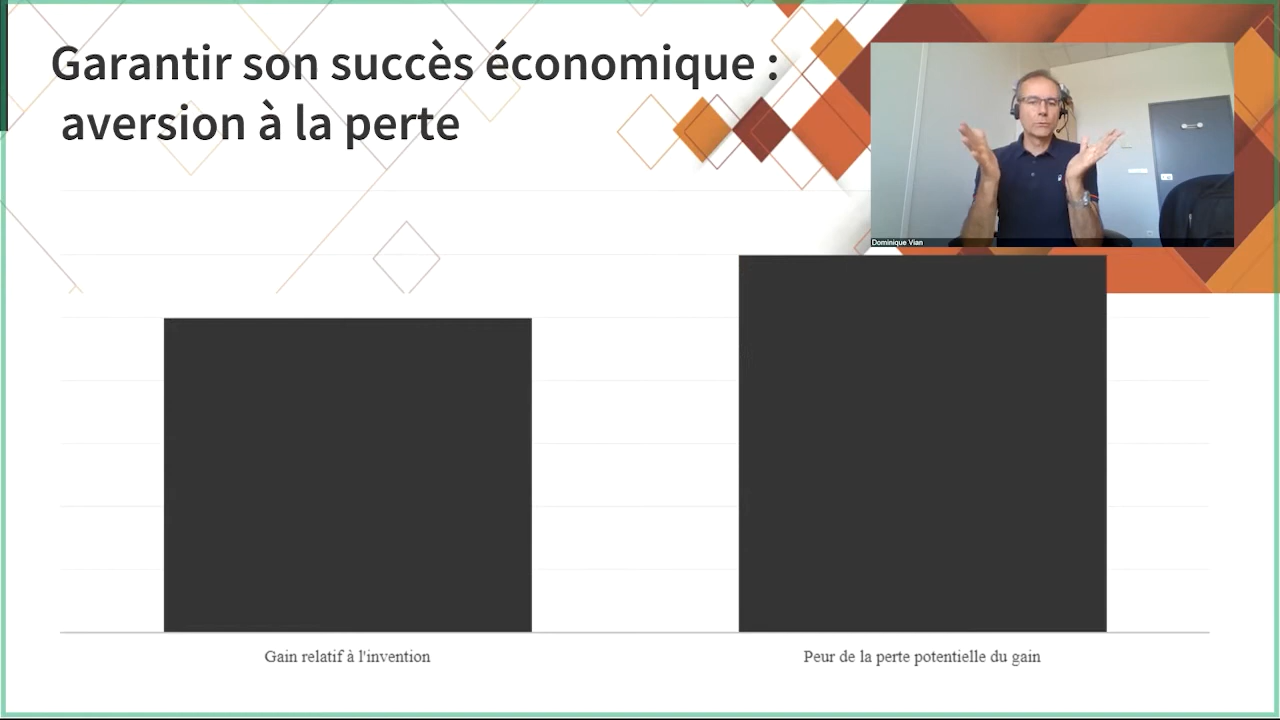 Garantir son succès économique :
aversion à la perte
Dominique Vian
Gain relatif à l'invention
Peur de la perte potentielle du gain